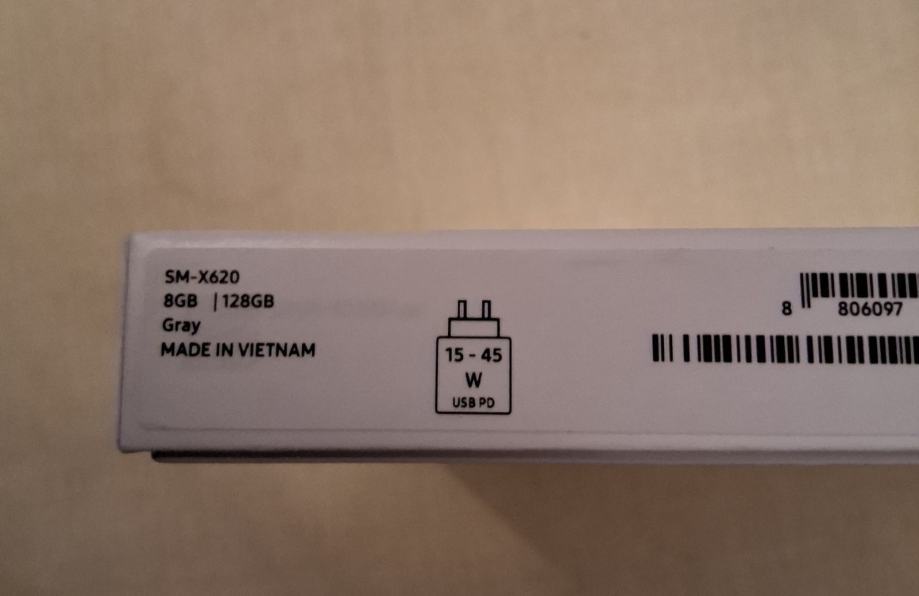 SM-X620
8GB | 128GB
Gray
MADE IN VIETNAM
15 - 45
W
USB PD
8 806097